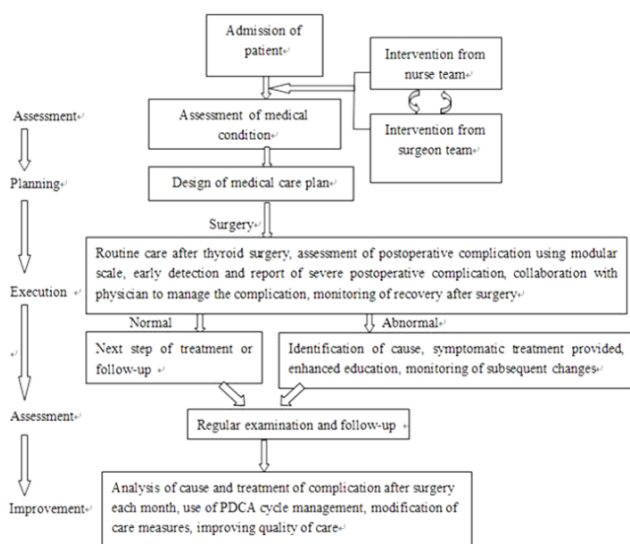 Admission of
patient
Intervention from
nurse team
Assessment
Assessment of medical
condition
Intervention from
surgeon team
Planning
Design of medical care plan
Surgery
Routine care after thyroid surgery, assessment of postoperative complication using modular
scale, early detection and report of severe postoperative complication, collaboration with
physician to manage the complication, monitoring of recovery after surgery
Execution
Normal
Abnormal
Next step of treatment or
follow-up
Identification of cause, symptomatic treatment provided,
enhanced education, monitoring of subsequent changes
Assessment
Regular examination and follow-up
Improvement
Analysis of cause and treatment of complication after surgery
each month, use of PDCA cycle management, modification of
care measures, improving quality of care